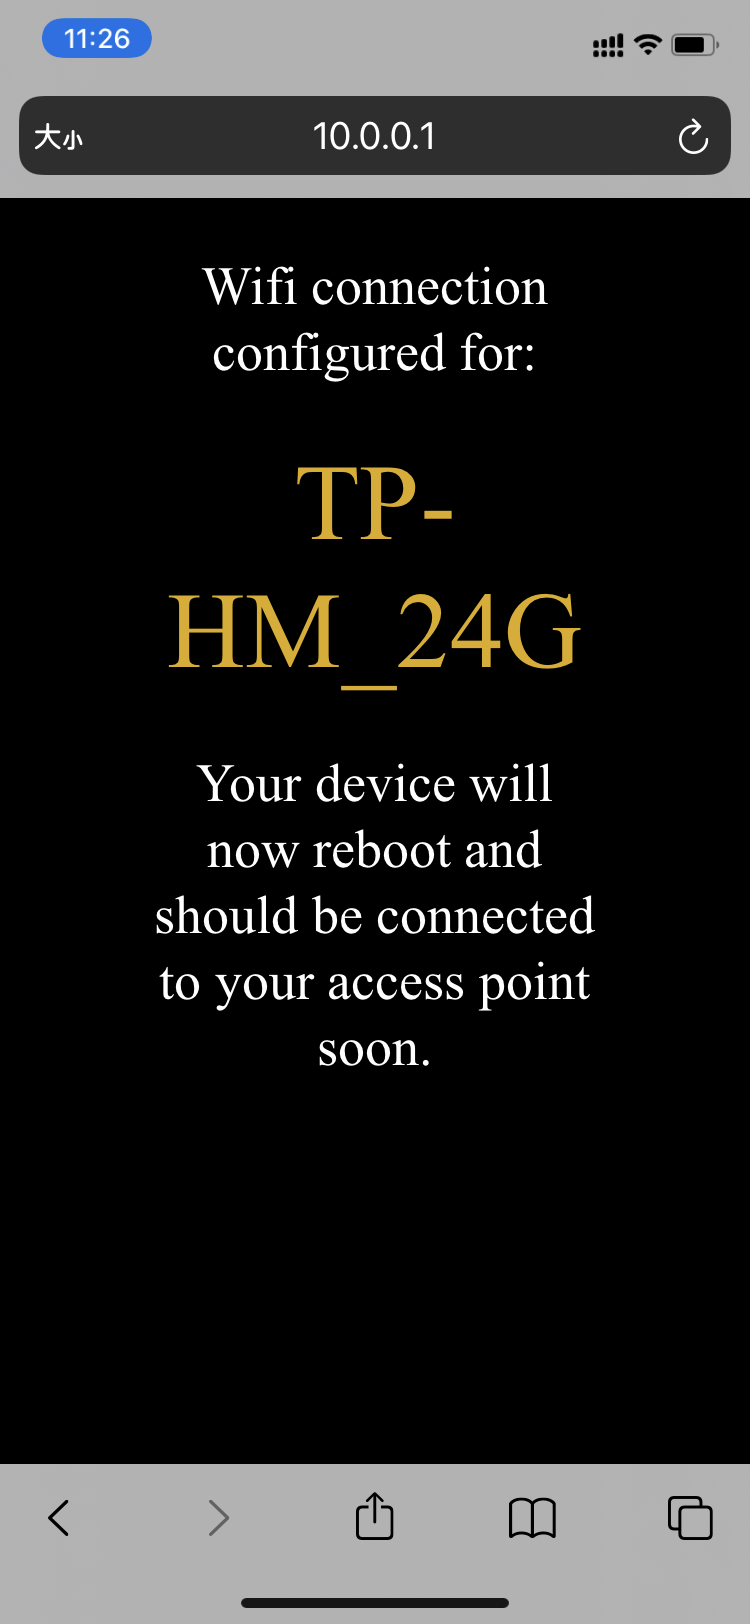 11:26
大小
10.0.0.1
Wifi connection
configured for:
TP-
HM_24G
Your device will
now reboot and
should be connected
to your access point
soon.